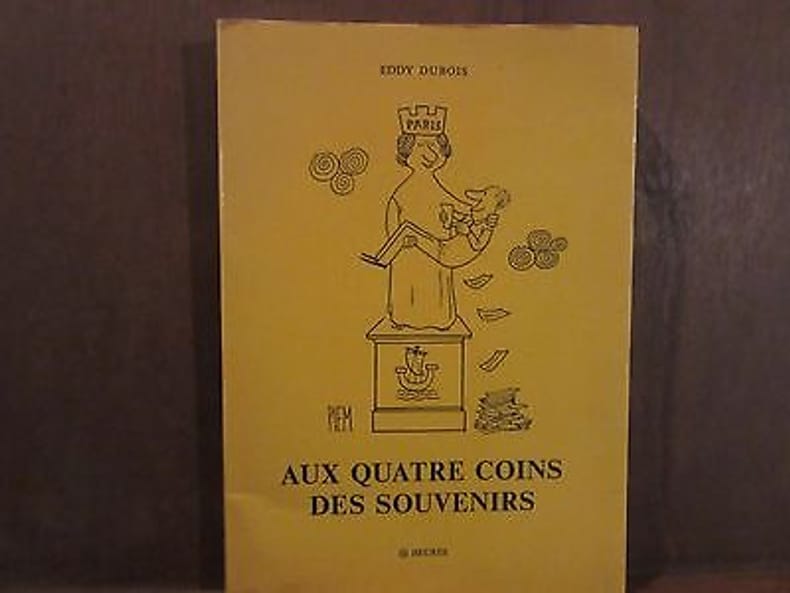 EDDY DUBOIS
PARIS
PIEM
AUX QUATRE COINS
DES SOUVENIRS